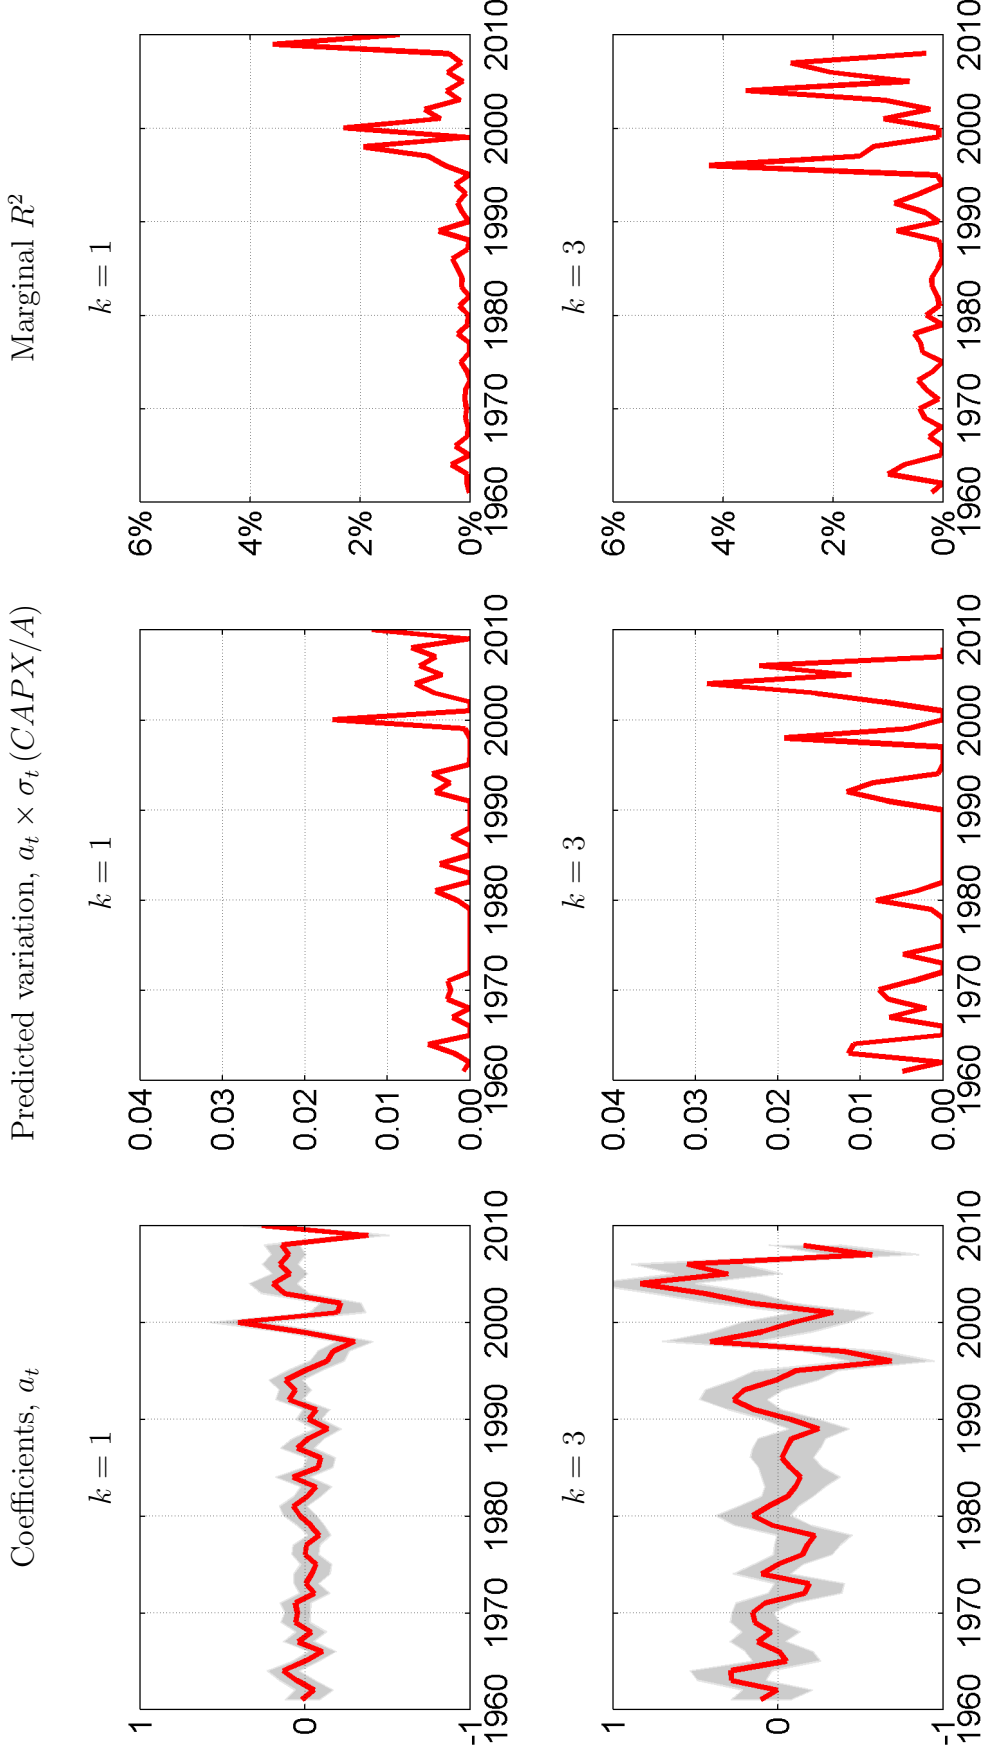 Coefficients, $a_t$
Predicted variation, $a_t \times \sigma_t (CAPX/A)$
Marginal $R^2$
$k = 1$
1
0
-1
1960 1970 1980 1990 2000 2010
$k = 1$
0.04
0.03
0.02
0.01
0.00
1960 1970 1980 1990 2000 2010
$k = 1$
6%
4%
2%
0%
1960 1970 1980 1990 2000 2010
$k = 3$
1
0
-1
1960 1970 1980 1990 2000 2010
$k = 3$
0.04
0.03
0.02
0.01
0.00
1960 1970 1980 1990 2000 2010
$k = 3$
6%
4%
2%
0%
1960 1970 1980 1990 2000 2010